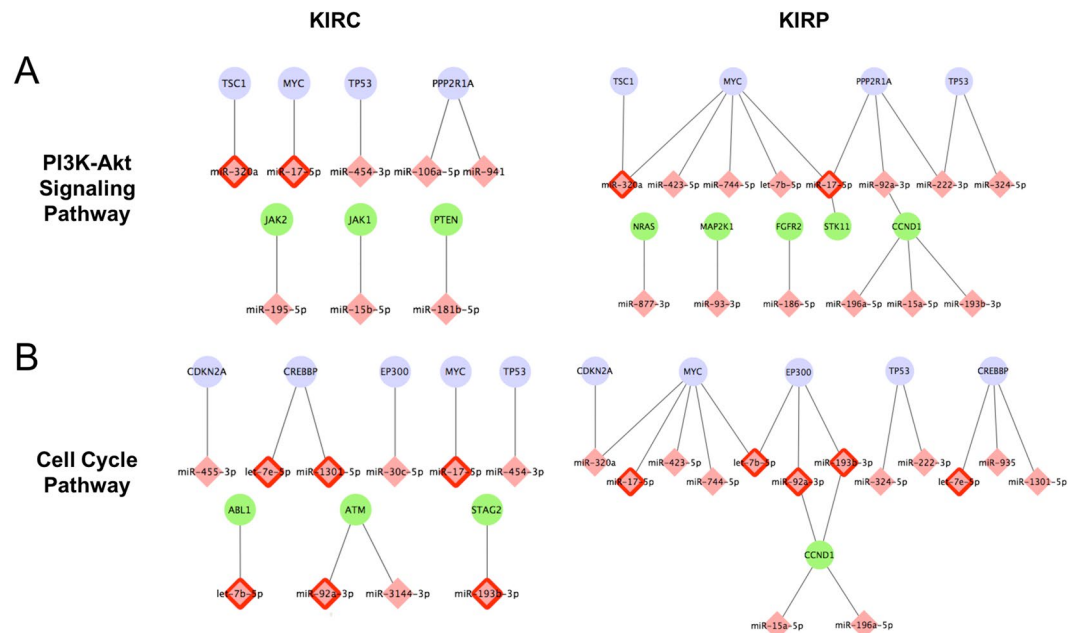 KIRC
KIRP
A
PI3K-Akt
Signaling
Pathway
TSC1 MYC TP53 PPP2R1A
miR-320a miR-17-5p miR-454-3p miR-106a-5p miR-941
JAK2 JAK1 PTEN
miR-195-5p miR-15b-5p miR-181b-5p
TSC1 MYC PPP2R1A TP53
miR-320a miR-423-5p miR-744-5p let-7b-5p miR-17-5p miR-92a-3p miR-222-3p miR-324-5p
NRAS MAP2K1 FGFR2 STK11 CCND1
miR-877-3p miR-93-3p miR-186-5p miR-196a-5p miR-15a-5p miR-193b-3p
B
Cell Cycle
Pathway
CDKN2A CREBBP EP300 MYC TP53
miR-455-3p let-7e-5p miR-1301-5p miR-30c-5p miR-17-5p miR-454-3p
ABL1 ATM STAG2
let-7b-5p miR-92a-3p miR-3144-3p miR-193b-3p
CDKN2A MYC EP300 TP53 CREBBP
miR-320a miR-423-5p let-7b-5p miR-193b-3p miR-222-3p miR-935
miR-17-5p miR-744-5p miR-92a-3p miR-324-5p let-7e-5p miR-1301-5p
CCND1
miR-15a-5p miR-196a-5p